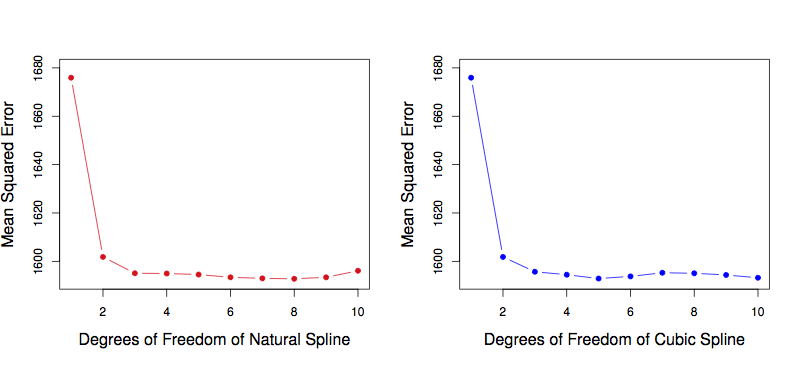 Mean Squared Error
1680
1660
1640
1620
1600
2 4 6 8 10
Degrees of Freedom of Natural Spline
Mean Squared Error
1680
1660
1640
1620
1600
2 4 6 8 10
Degrees of Freedom of Cubic Spline